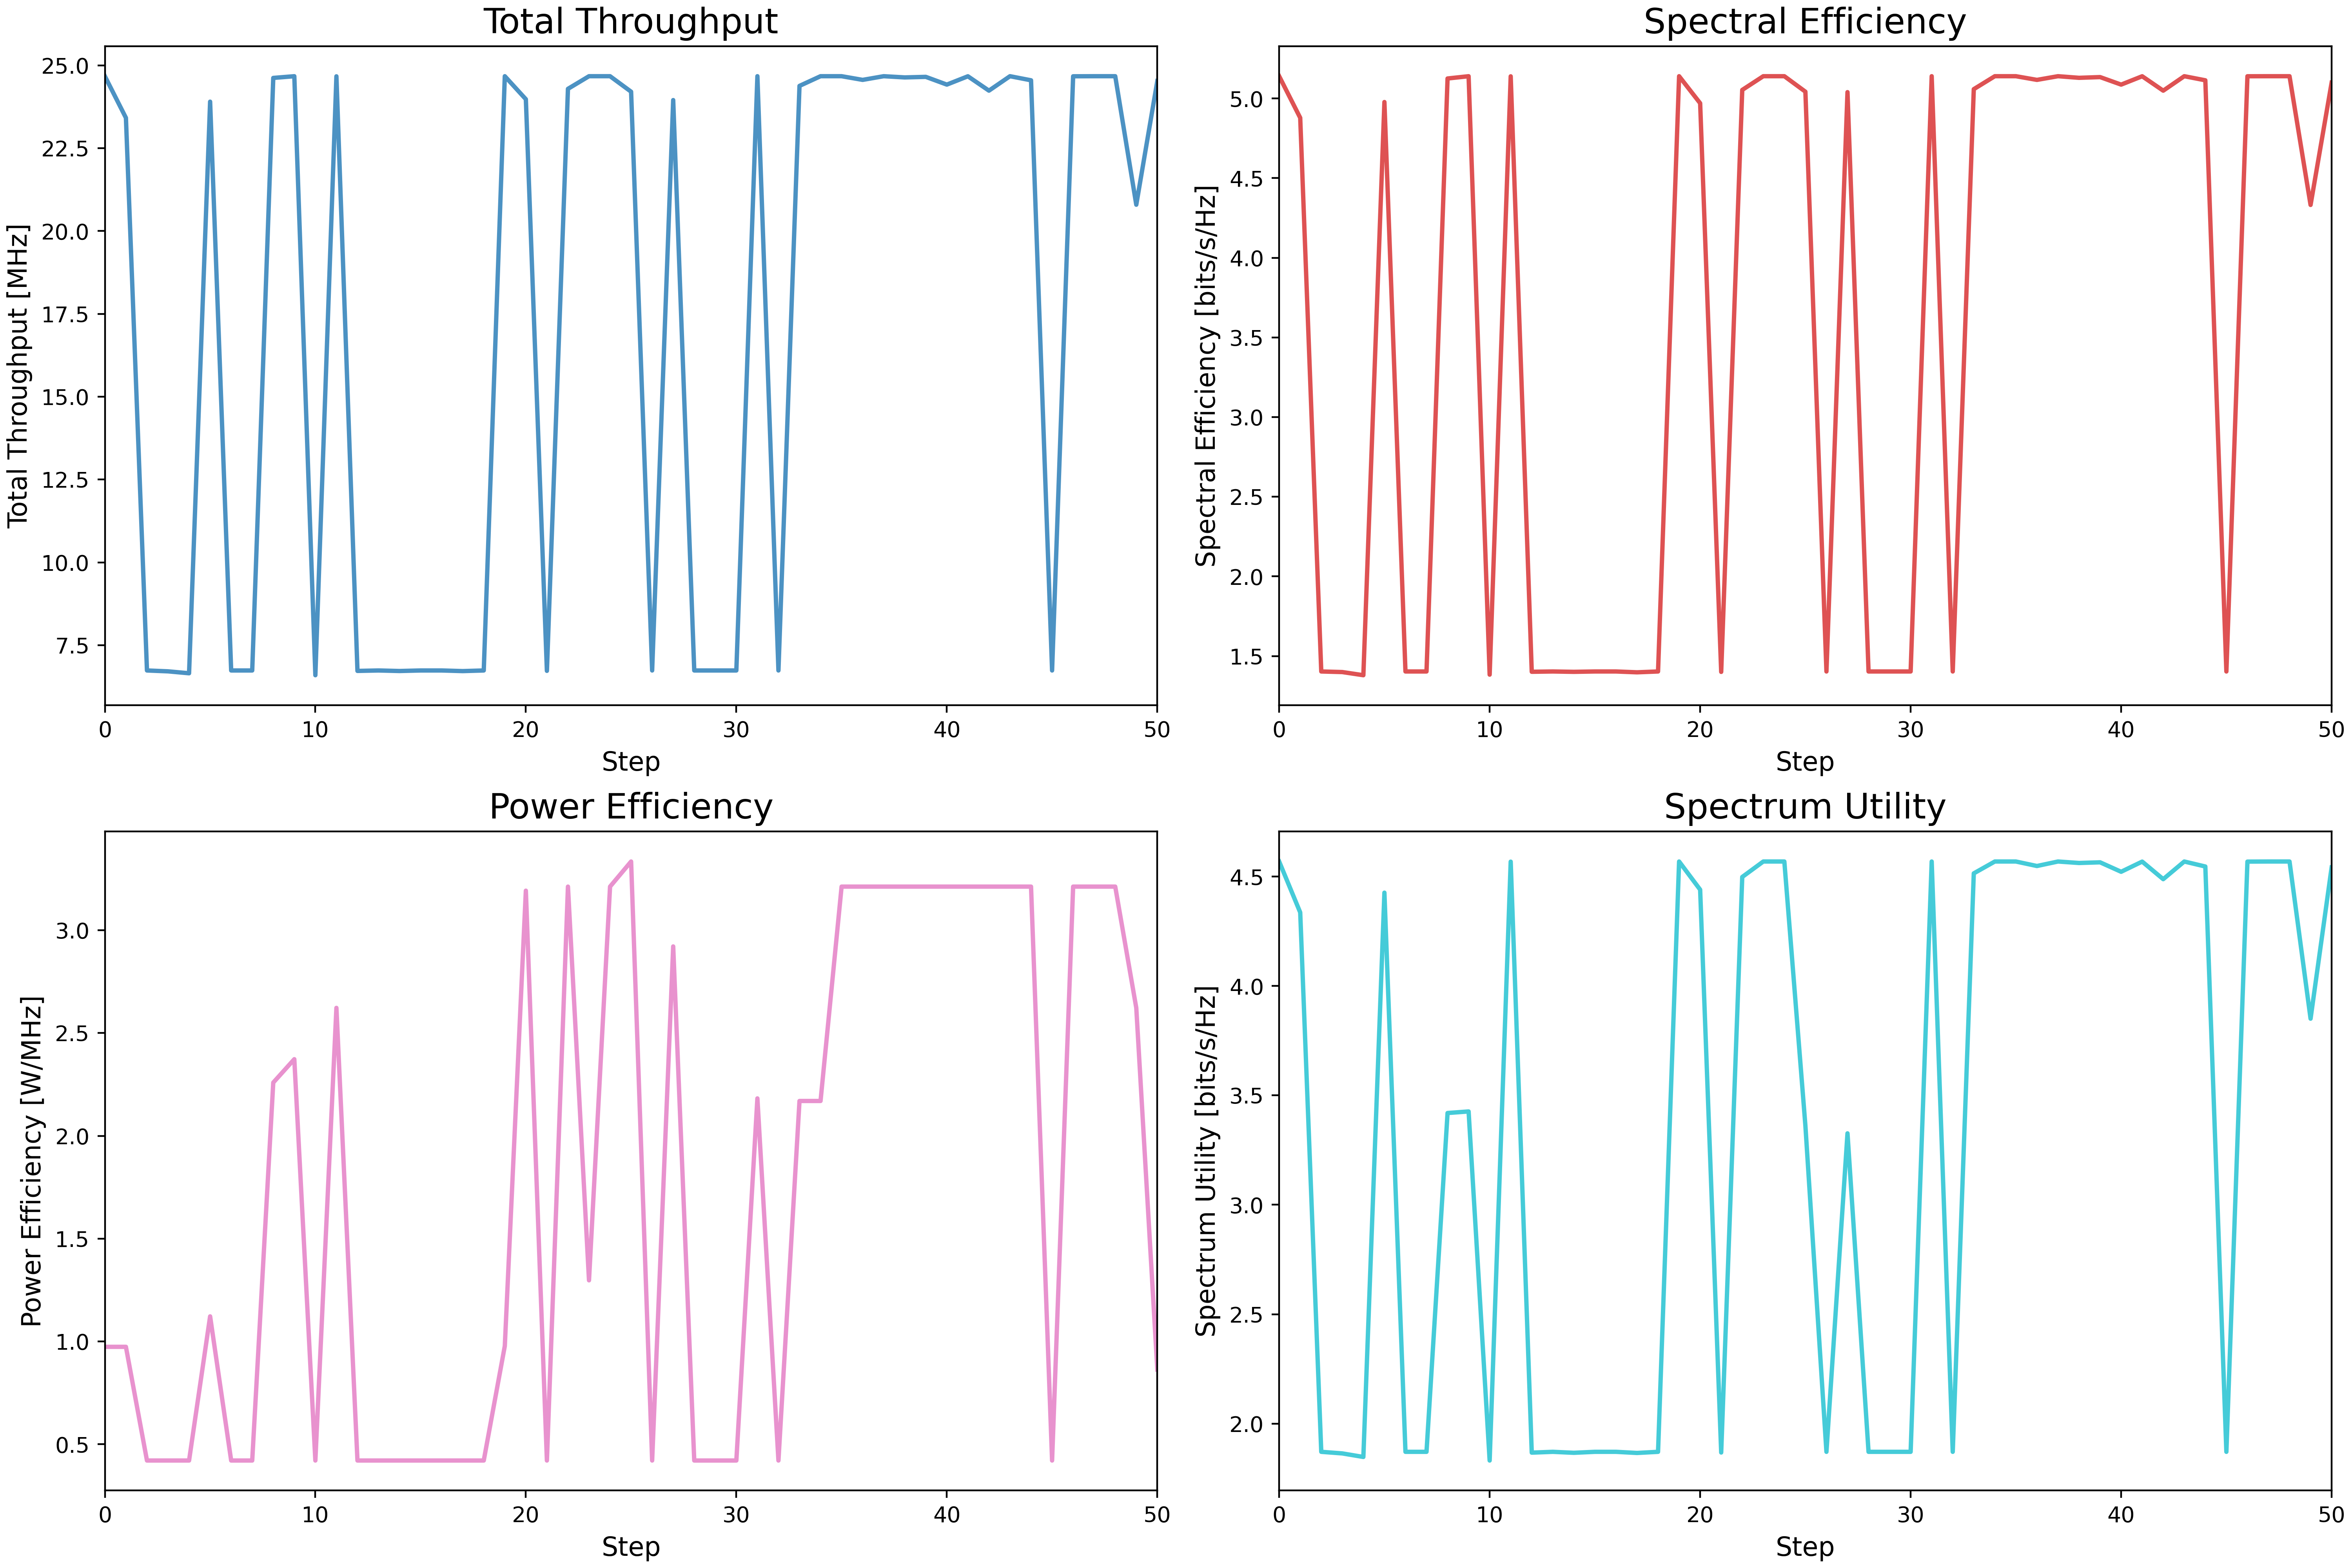 Total Throughput
Total Throughput [MHz]
25.0
22.5
20.0
17.5
15.0
12.5
10.0
7.5
0 10 20 30 40 50
Step
Spectral Efficiency
Spectral Efficiency [bits/s/Hz]
5.0
4.5
4.0
3.5
3.0
2.5
2.0
1.5
0 10 20 30 40 50
Step
Power Efficiency
Power Efficiency [W/MHz]
3.0
2.5
2.0
1.5
1.0
0.5
0 10 20 30 40 50
Step
Spectrum Utility
Spectrum Utility [bits/s/Hz]
4.5
4.0
3.5
3.0
2.5
2.0
0 10 20 30 40 50
Step